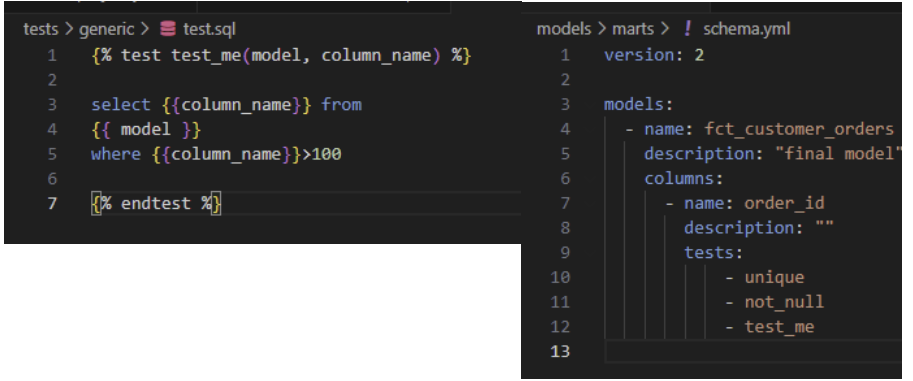 tests > generic > test.sql
1 {% test test_me(model, column_name) %}
2
3 select {{column_name}} from
4 {{ model }}
5 where {{column_name}}>100
6
7 {% endtest %}
models > marts > ! schema.yml
1 version: 2
2
3 models:
4 - name: fct_customer_orders
5 description: "final model"
6 columns:
7 - name: order_id
8 description: ""
9 tests:
10 - unique
11 - not_null
12 - test_me
13